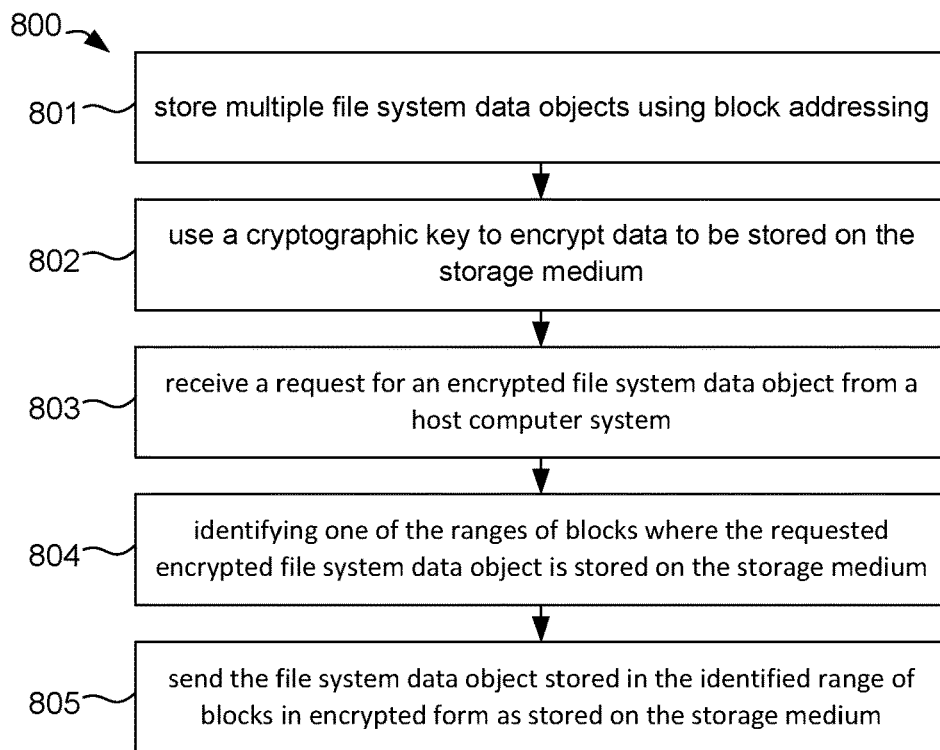 800
801
store multiple file system data objects using block addressing
802
use a cryptographic key to encrypt data to be stored on the
storage medium
803
receive a request for an encrypted file system data object from a
host computer system
804
identifying one of the ranges of blocks where the requested
encrypted file system data object is stored on the storage medium
805
send the file system data object stored in the identified range of
blocks in encrypted form as stored on the storage medium